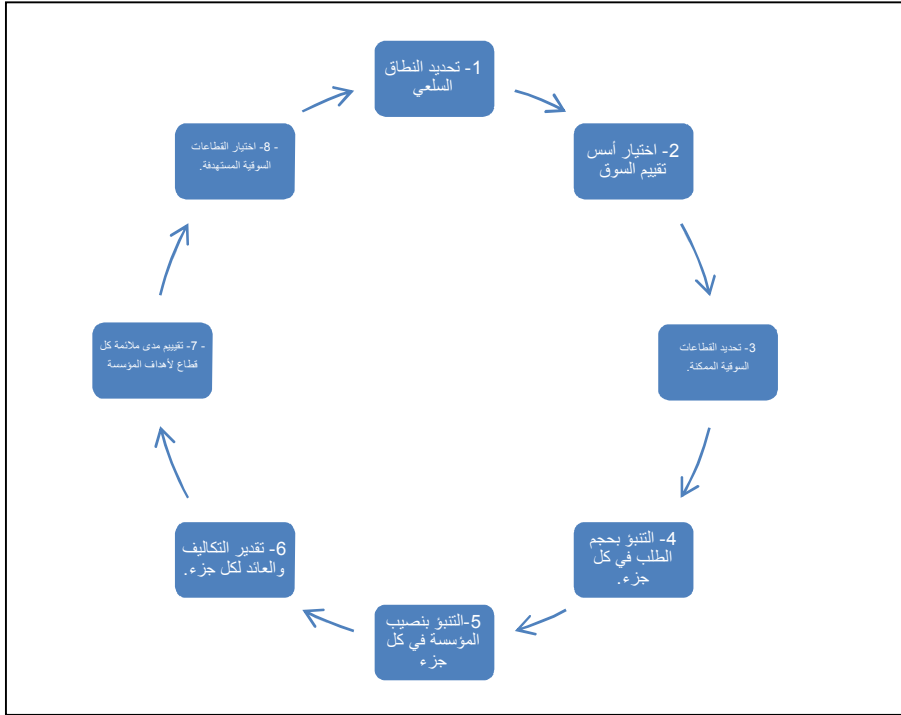 1- تحديد النطاق
السلعي
2- اختيار أسس
تقييم السوق
3- تحديد القطاعات
السوقية الممكنة.
4- التنبؤ بحجم
الطلب في كل
جزء.
5-التنبؤ بنصيب
المؤسسة في كل
جزء
6- تقدير التكاليف
والعائد لكل جزء.
- 7- تقيييم مدى ملائمة كل
قطاع لأهداف المؤسسة
- 8- اختيار القطاعات
السوقية المستهدفة.